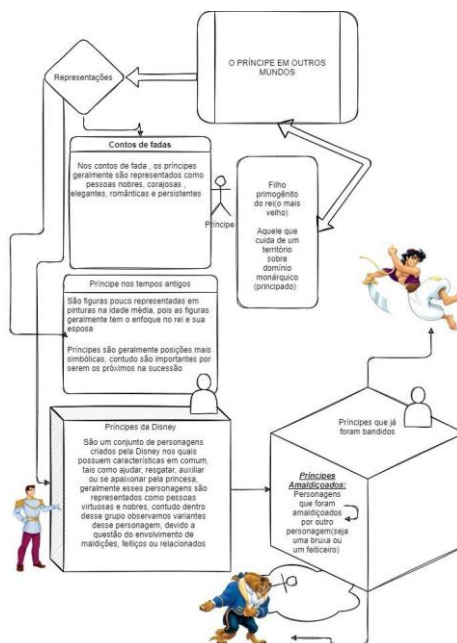 O PRÍNCIPE EM OUTROS
MUNDOS
Representações
Contos de fadas
Nos contos de fada , os príncipes
geralmente são representados como
pessoas nobres, corajosas ,
elegantes, românticas e persistentes
Príncipe
Filho
primogênito
do rei(o mais
velho)
Aquele que
cuida de um
território
sobre
domínio
monárquico
(principado)
Príncipe nos tempos antigos
São figuras pouco representadas em
pinturas na idade média, pois as figuras
geralmente tem o enfoque no rei e sua
esposa
Príncipes são geralmente posições mais
simbólicas, contudo são importantes por
serem os próximos na sucessão
Príncipes da Disney
São um conjunto de personagens
criados pela Disney nos quais
possuem características em comum,
tais como ajudar, resgatar, auxiliar
ou se apaixonar pela princesa,
geralmente esses personagens são
representados como pessoas
virtuosas e nobres, contudo dentro
desse grupo observamos variantes
desse personagem, devido a
questão do envolvimento de
maldições, feitiços ou relacionados
Príncipes que já
foram bandidos
Príncipes
Amaldiçoados:
Personagens
que foram
amaldiçoados
por outro
personagem(seja
uma bruxa ou
um feiticeiro)